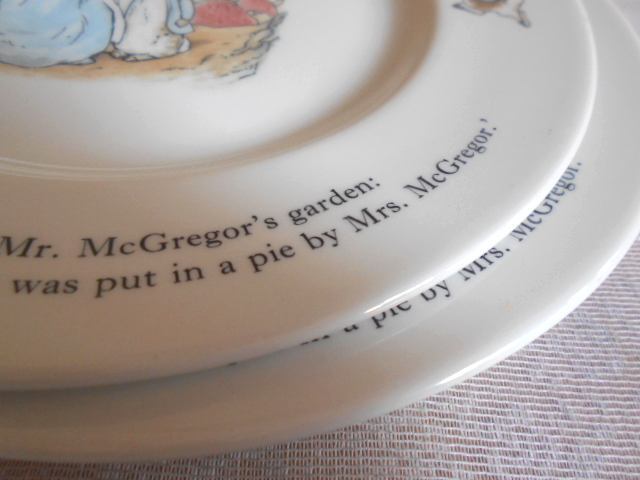 Mr. McGregor's garden:
was put in a pie by Mrs. McGregor.'
a pie by Mrs. McGregor.